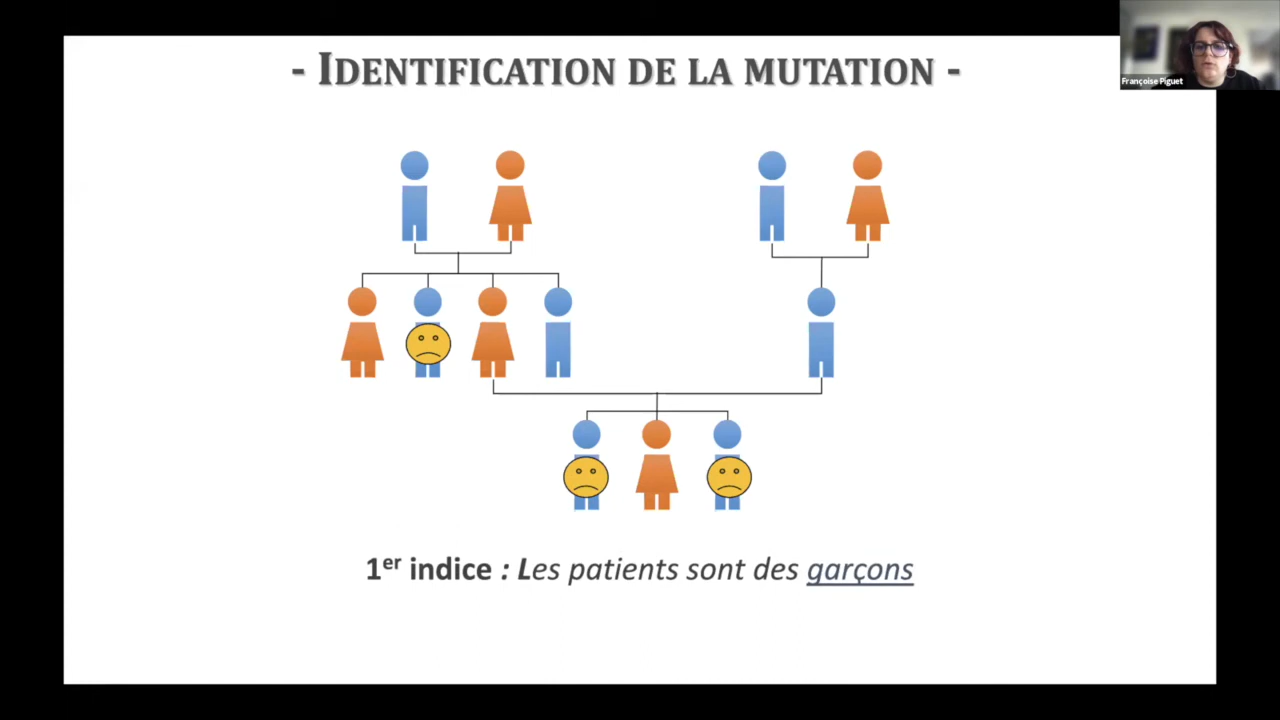 - IDENTIFICATION DE LA MUTATION -
Françoise Piguet
1er indice : Les patients sont des garçons